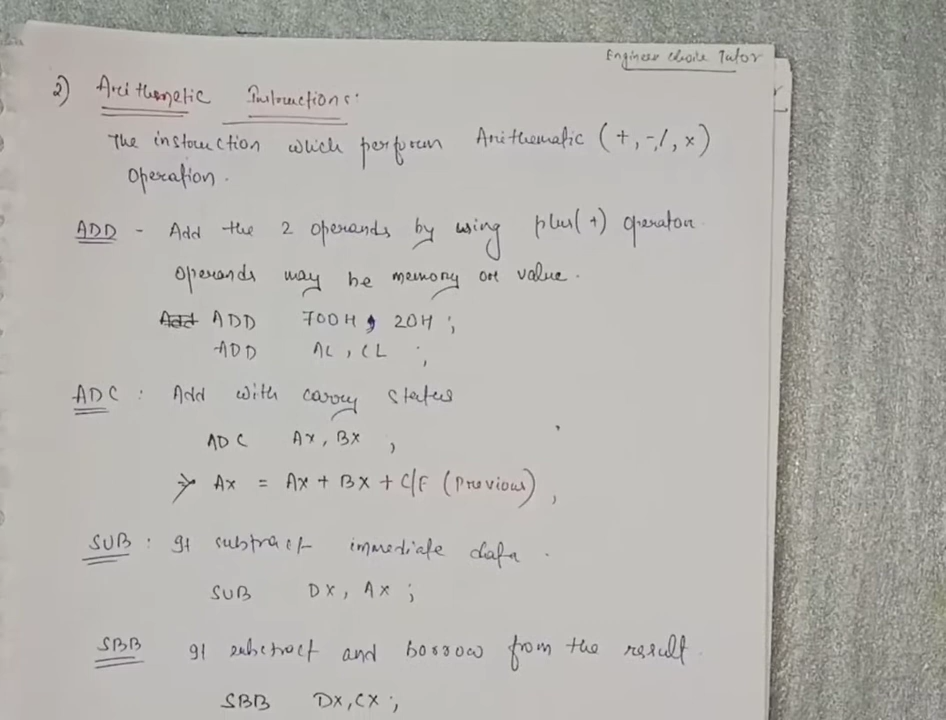 Engineer choice Tutor
2) Arithmetic Instructions:
The instruction which perform Arithematic (+, -, /, x)
Operation.
ADD - Add the 2 operands by using plus(+) operator
Operands may be memory or value.
Add ADD 700H, 20H ;
ADD AL, CL ;
ADC : Add with carry status
ADC AX, BX ;
→ AX = AX + BX + C/F (Previous) ,
SUB : It subtract immediate data .
SUB DX, AX ;
SBB It subtract and borrow from the result.
SBB DX, CX ;